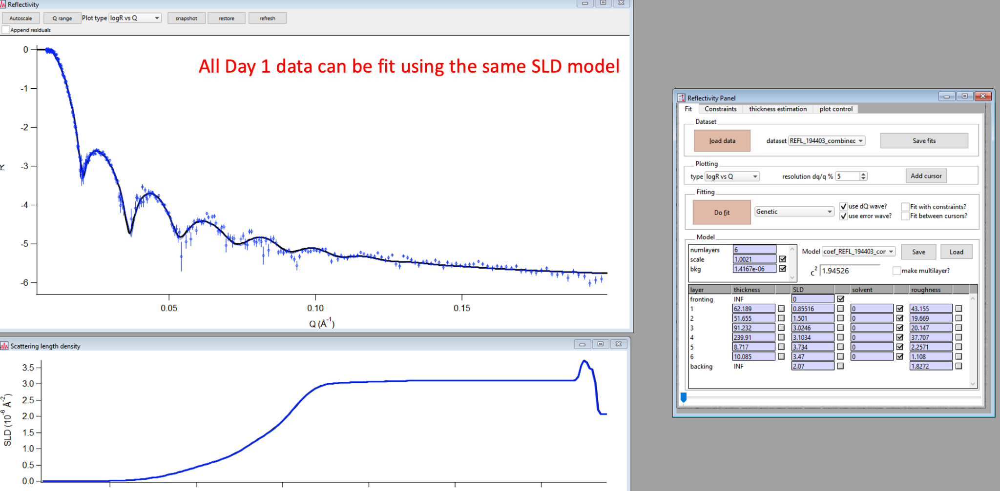 Reflectivity
Autoscale Q range Plot type logR vs Q snapshot restore refresh
Append residuals
All Day 1 data can be fit using the same SLD model
0
-1
-2
-3
-4
-5
-6
0.05 0.10 0.15
Q (Å⁻¹)
Scattering length density
3.5
3.0
2.5
2.0
1.5
1.0
0.5
0.0
SLD (10⁻⁶ Å⁻²)
Reflectivity Panel
Fit Constraints thickness estimation plot control
Dataset
load data dataset REFL_194403_combinec Save fits
Plotting
type logR vs Q resolution dq/q % 5 Add cursor
Fitting
Do fit Genetic use dQ wave? Fit with constraints?
use error wave? Fit between cursors?
Model
numlayers 6
scale 1.0021
bkg 1.4167e-06
Model coef_REFL_194403_cor Save Load
c² 1.94526 make multilayer?
layer thickness SLD solvent roughness
fronting INF 0
1 62.189 0.85516 0 43.155
2 51.655 1.501 0 19.669
3 91.232 3.0246 0 20.147
4 239.91 3.1034 0 37.707
5 8.717 3.734 0 2.2571
6 10.085 3.47 0 1.108
backing INF 2.07 1.8272